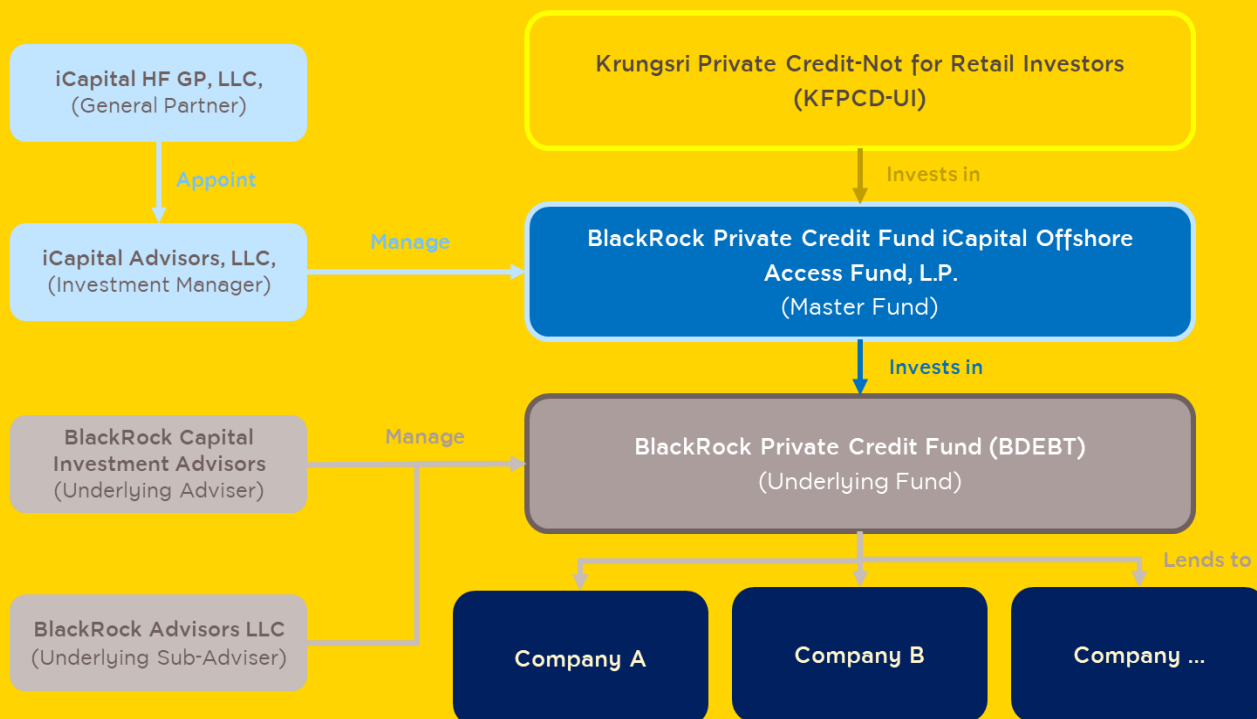 iCapital HF GP, LLC,
(General Partner)
Krungsri Private Credit-Not for Retail Investors
(KFPCD-UI)
Appoint
Invests in
iCapital Advisors, LLC,
(Investment Manager)
Manage
BlackRock Private Credit Fund iCapital Offshore
Access Fund, L.P.
(Master Fund)
Invests in
BlackRock Capital
Investment Advisors
(Underlying Adviser)
Manage
BlackRock Private Credit Fund (BDEBT)
(Underlying Fund)
Lends to
BlackRock Advisors LLC
(Underlying Sub-Adviser)
Company A
Company B
Company ...